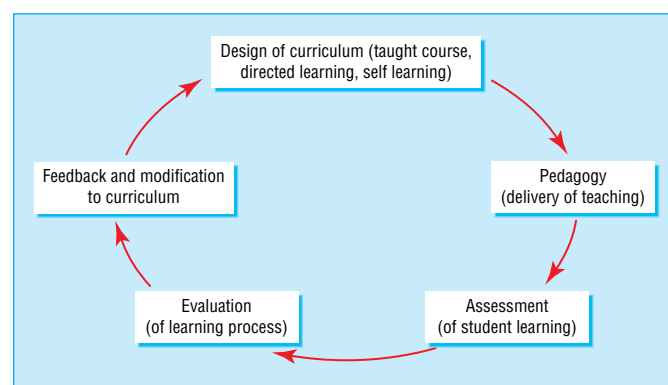 Design of curriculum (taught course,
directed learning, self learning)
Pedagogy
(delivery of teaching)
Assessment
(of student learning)
Evaluation
(of learning process)
Feedback and modification
to curriculum